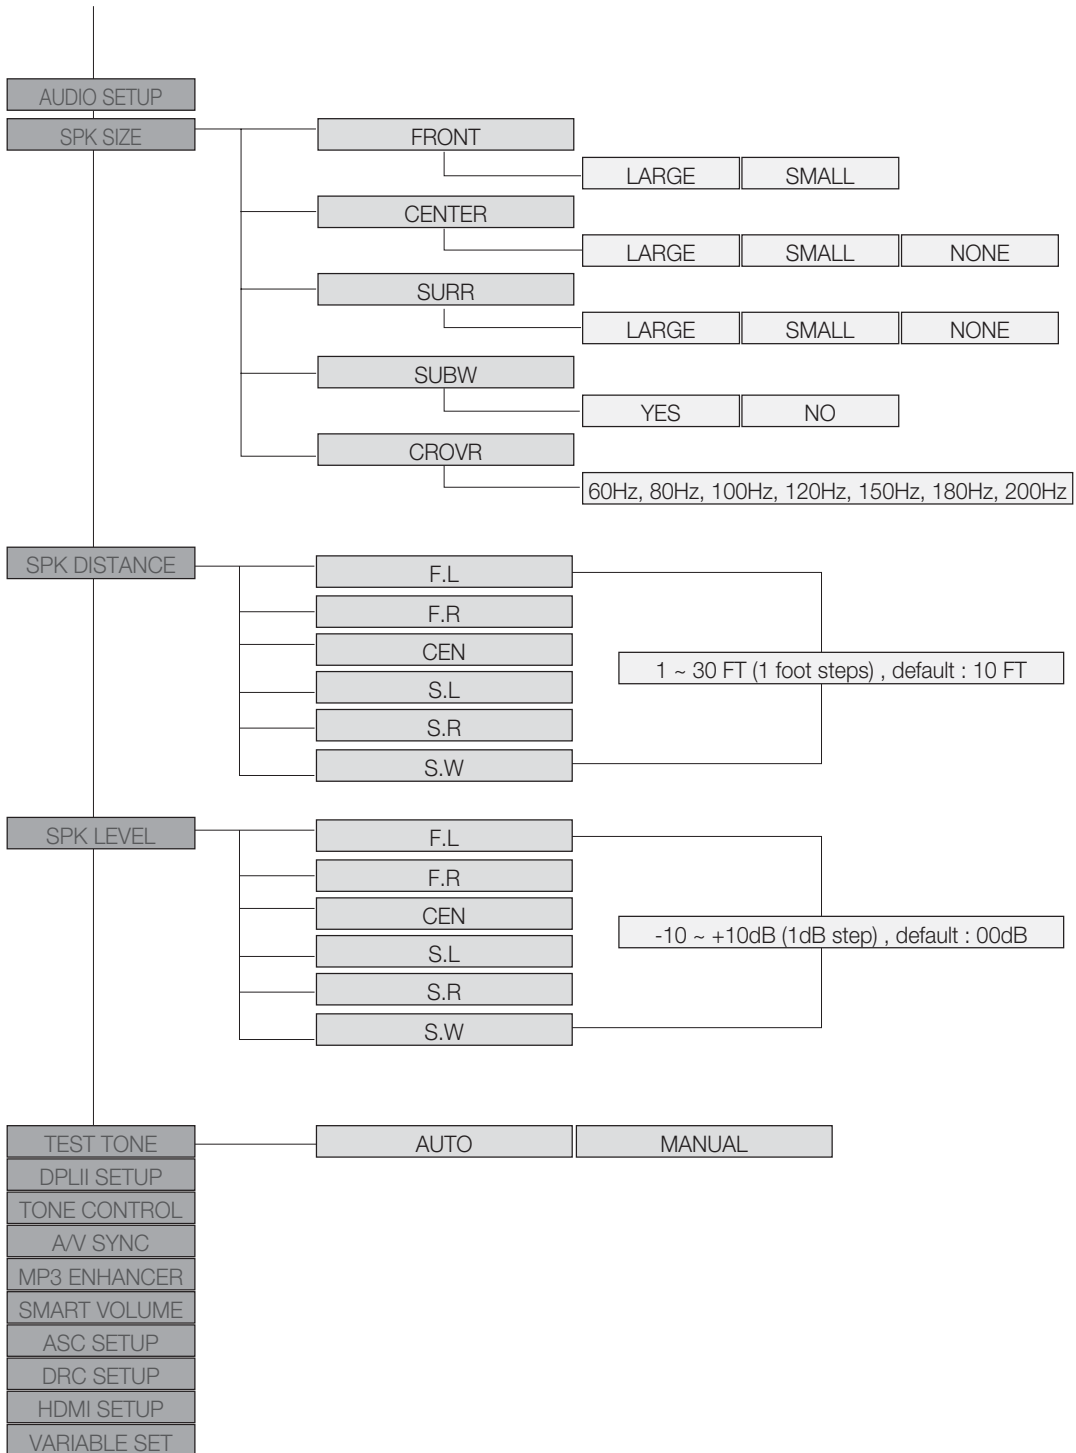 AUDIO SETUP
SPK SIZE
FRONT
LARGE SMALL
CENTER
LARGE SMALL NONE
SURR
LARGE SMALL NONE
SUBW
YES NO
CROVR
60Hz, 80Hz, 100Hz, 120Hz, 150Hz, 180Hz, 200Hz
SPK DISTANCE
F.L
F.R
CEN
S.L
S.R
S.W
1 ~ 30 FT (1 foot steps) , default : 10 FT
SPK LEVEL
F.L
F.R
CEN
S.L
S.R
S.W
-10 ~ +10dB (1dB step) , default : 00dB
TEST TONE
AUTO MANUAL
DPLII SETUP
TONE CONTROL
A/V SYNC
MP3 ENHANCER
SMART VOLUME
ASC SETUP
DRC SETUP
HDMI SETUP
VARIABLE SET